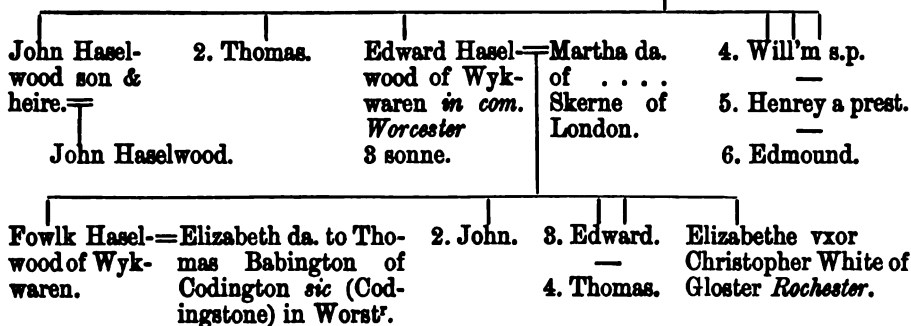 John Hasel-
wood son &
heire.
John Haselwood.
2. Thomas.
Edward Hasel-
wood of Wyk-
waren in com.
Worcester
3 sonne.
Martha da.
of . . . .
Skerne of
London.
4. Will'm s.p.
—
5. Henrey a prest.
—
6. Edmound.
Fowlk Hasel-
wood of Wyk-
waren.
Elizabeth da. to Tho-
mas Babington of
Codington sic (Cod-
ingstone) in Worstʳ.
2. John.
3. Edward.
—
4. Thomas.
Elizabethe vxor
Christopher White of
Gloster Rochester.